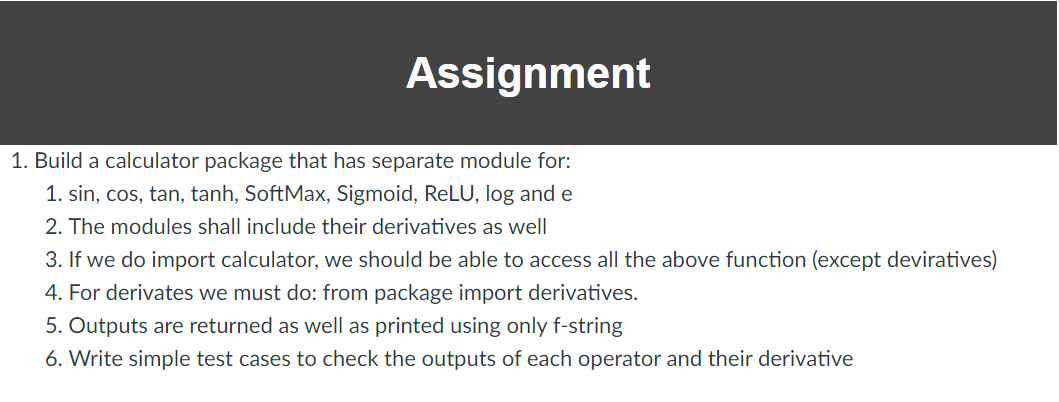 Assignment
1. Build a calculator package that has separate module for:
1. sin, cos, tan, tanh, SoftMax, Sigmoid, ReLU, log and e
2. The modules shall include their derivatives as well
3. If we do import calculator, we should be able to access all the above function (except deviratives)
4. For derivates we must do: from package import derivatives.
5. Outputs are returned as well as printed using only f-string
6. Write simple test cases to check the outputs of each operator and their derivative